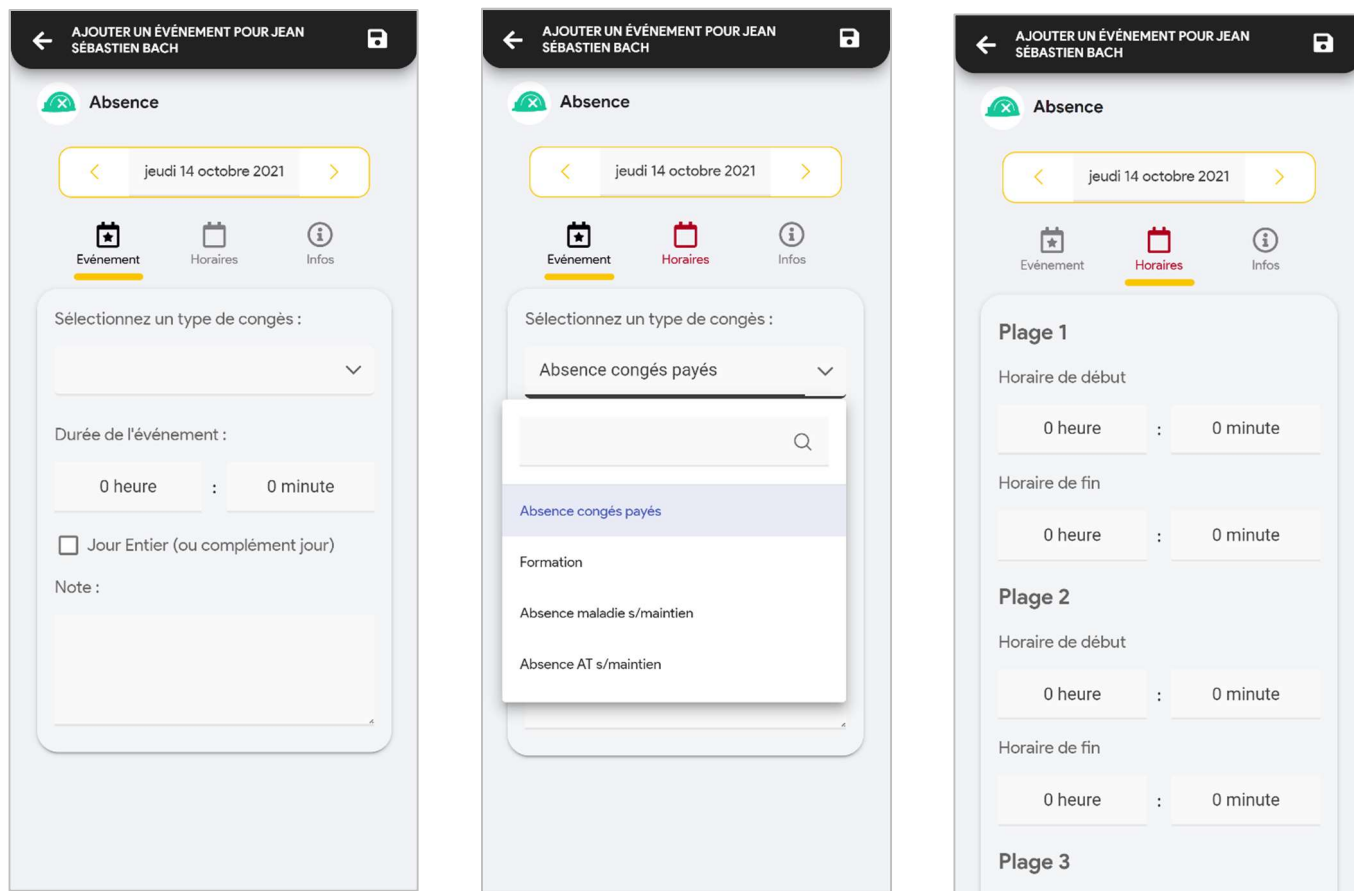 AJOUTER UN ÉVÉNEMENT POUR JEAN
SÉBASTIEN BACH
Absence
jeudi 14 octobre 2021
Evénement
Horaires
Infos
Sélectionnez un type de congès :
Durée de l'événement :
0 heure : 0 minute
Jour Entier (ou complément jour)
Note :
AJOUTER UN ÉVÉNEMENT POUR JEAN
SÉBASTIEN BACH
Absence
jeudi 14 octobre 2021
Evénement
Horaires
Infos
Sélectionnez un type de congès :
Absence congés payés
Absence congés payés
Formation
Absence maladie s/maintien
Absence AT s/maintien
AJOUTER UN ÉVÉNEMENT POUR JEAN
SÉBASTIEN BACH
Absence
jeudi 14 octobre 2021
Evénement
Horaires
Infos
Plage 1
Horaire de début
0 heure : 0 minute
Horaire de fin
0 heure : 0 minute
Plage 2
Horaire de début
0 heure : 0 minute
Horaire de fin
0 heure : 0 minute
Plage 3